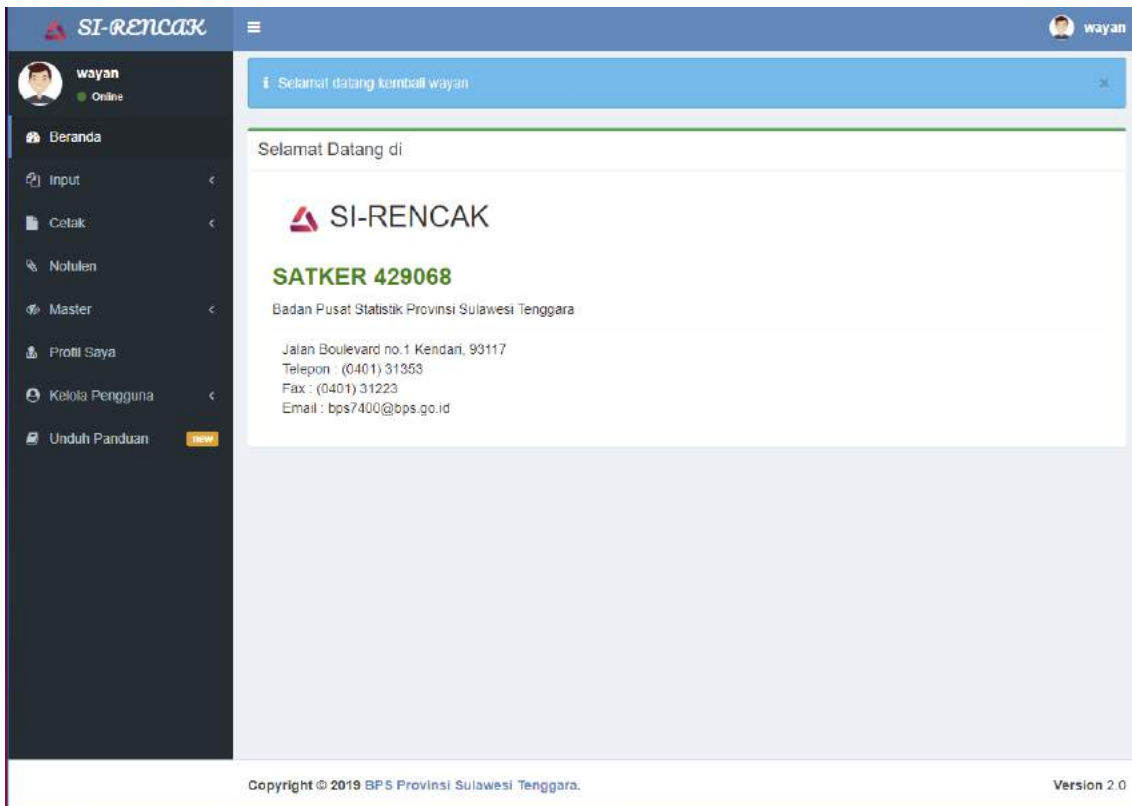 SI-RENCAK
wayan
wayan
Online
Selamat datang kembali wayan
Beranda
Input
Cetak
Notulen
Master
Profil Saya
Kelola Pengguna
Unduh Panduan new
Selamat Datang di
SI-RENCAK
SATKER 429068
Badan Pusat Statistik Provinsi Sulawesi Tenggara
Jalan Boulevard no.1 Kendari, 93117
Telepon : (0401) 31353
Fax : (0401) 31223
Email : bps7400@bps.go.id
Copyright © 2019 BPS Provinsi Sulawesi Tenggara.
Version 2.0